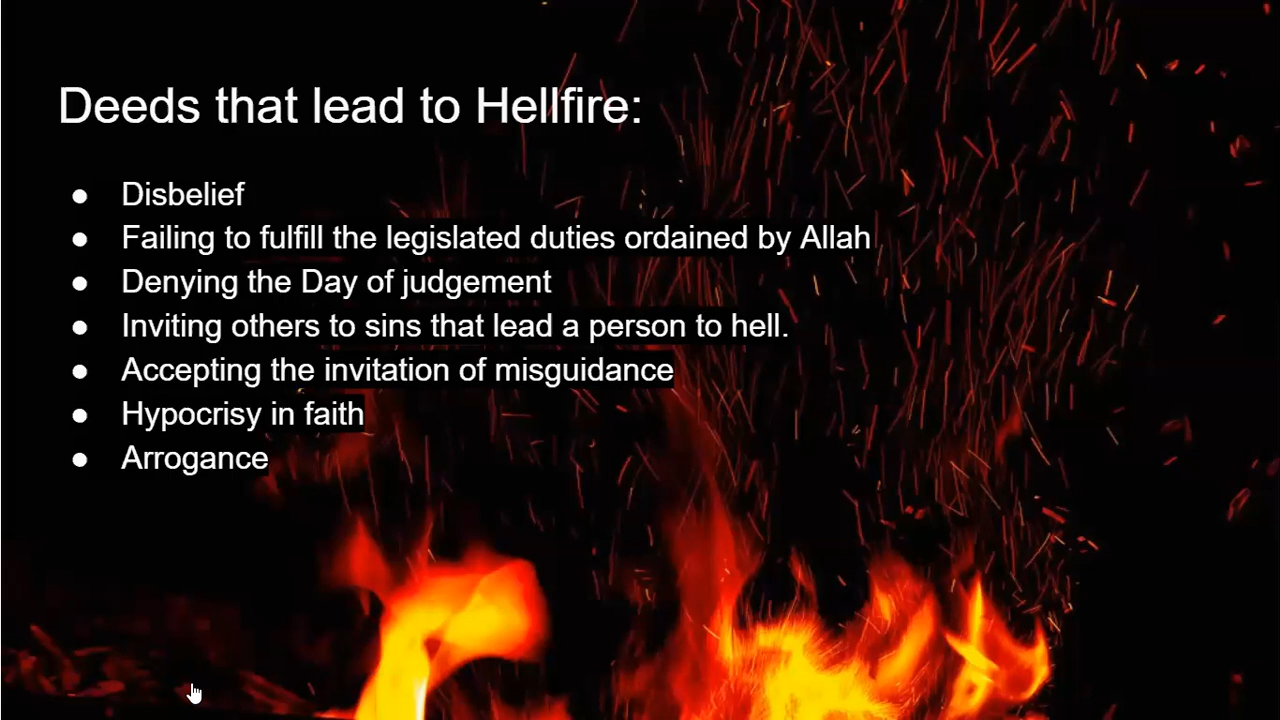 Deeds that lead to Hellfire:
● Disbelief
● Failing to fulfill the legislated duties ordained by Allah
● Denying the Day of judgement
● Inviting others to sins that lead a person to hell.
● Accepting the invitation of misguidance
● Hypocrisy in faith
● Arrogance